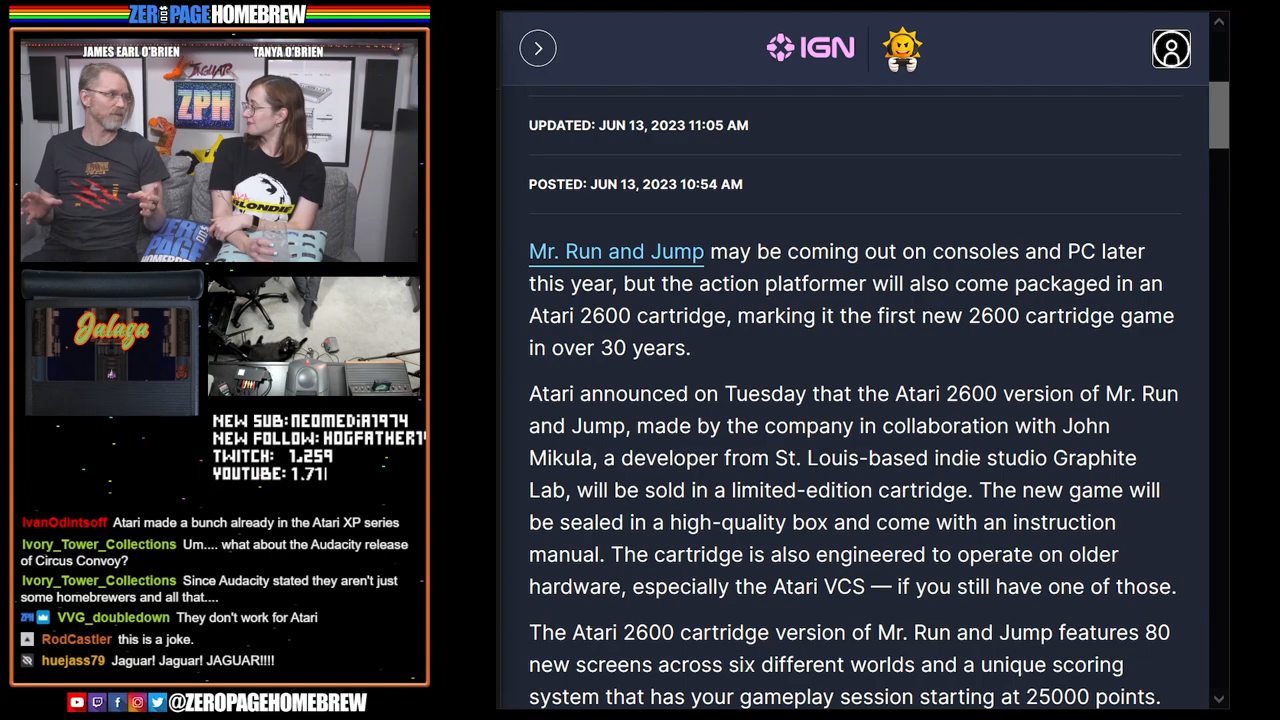 ZERO PAGE HOMEBREW
JAMES EARL O'BRIEN
TANYA O'BRIEN
JAGUAR
ZPH
BLONDIE
ZERO
PAGE
HOMEBREW
Jalaga
NEW SUB:NEOMEDIA1974
NEW FOLLOW:HOGFATHER14
TWITCH: 1,259
YOUTUBE: 1.71
IvanOdintsoff Atari made a bunch already in the Atari XP series
Ivory_Tower_Collections Um.... what about the Audacity release
of Circus Convoy?
Ivory_Tower_Collections Since Audacity stated they aren't just
some homebrewers and all that....
ZPH VVG_doubledown They don't work for Atari
RodCastler this is a joke.
huejass79 Jaguar! Jaguar! JAGUAR!!!!
@ZEROPAGEHOMEBREW
IGN
UPDATED: JUN 13, 2023 11:05 AM
POSTED: JUN 13, 2023 10:54 AM
Mr. Run and Jump may be coming out on consoles and PC later
this year, but the action platformer will also come packaged in an
Atari 2600 cartridge, marking it the first new 2600 cartridge game
in over 30 years.
Atari announced on Tuesday that the Atari 2600 version of Mr. Run
and Jump, made by the company in collaboration with John
Mikula, a developer from St. Louis-based indie studio Graphite
Lab, will be sold in a limited-edition cartridge. The new game will
be sealed in a high-quality box and come with an instruction
manual. The cartridge is also engineered to operate on older
hardware, especially the Atari VCS — if you still have one of those.
The Atari 2600 cartridge version of Mr. Run and Jump features 80
new screens across six different worlds and a unique scoring
system that has your gameplay session starting at 25000 points.